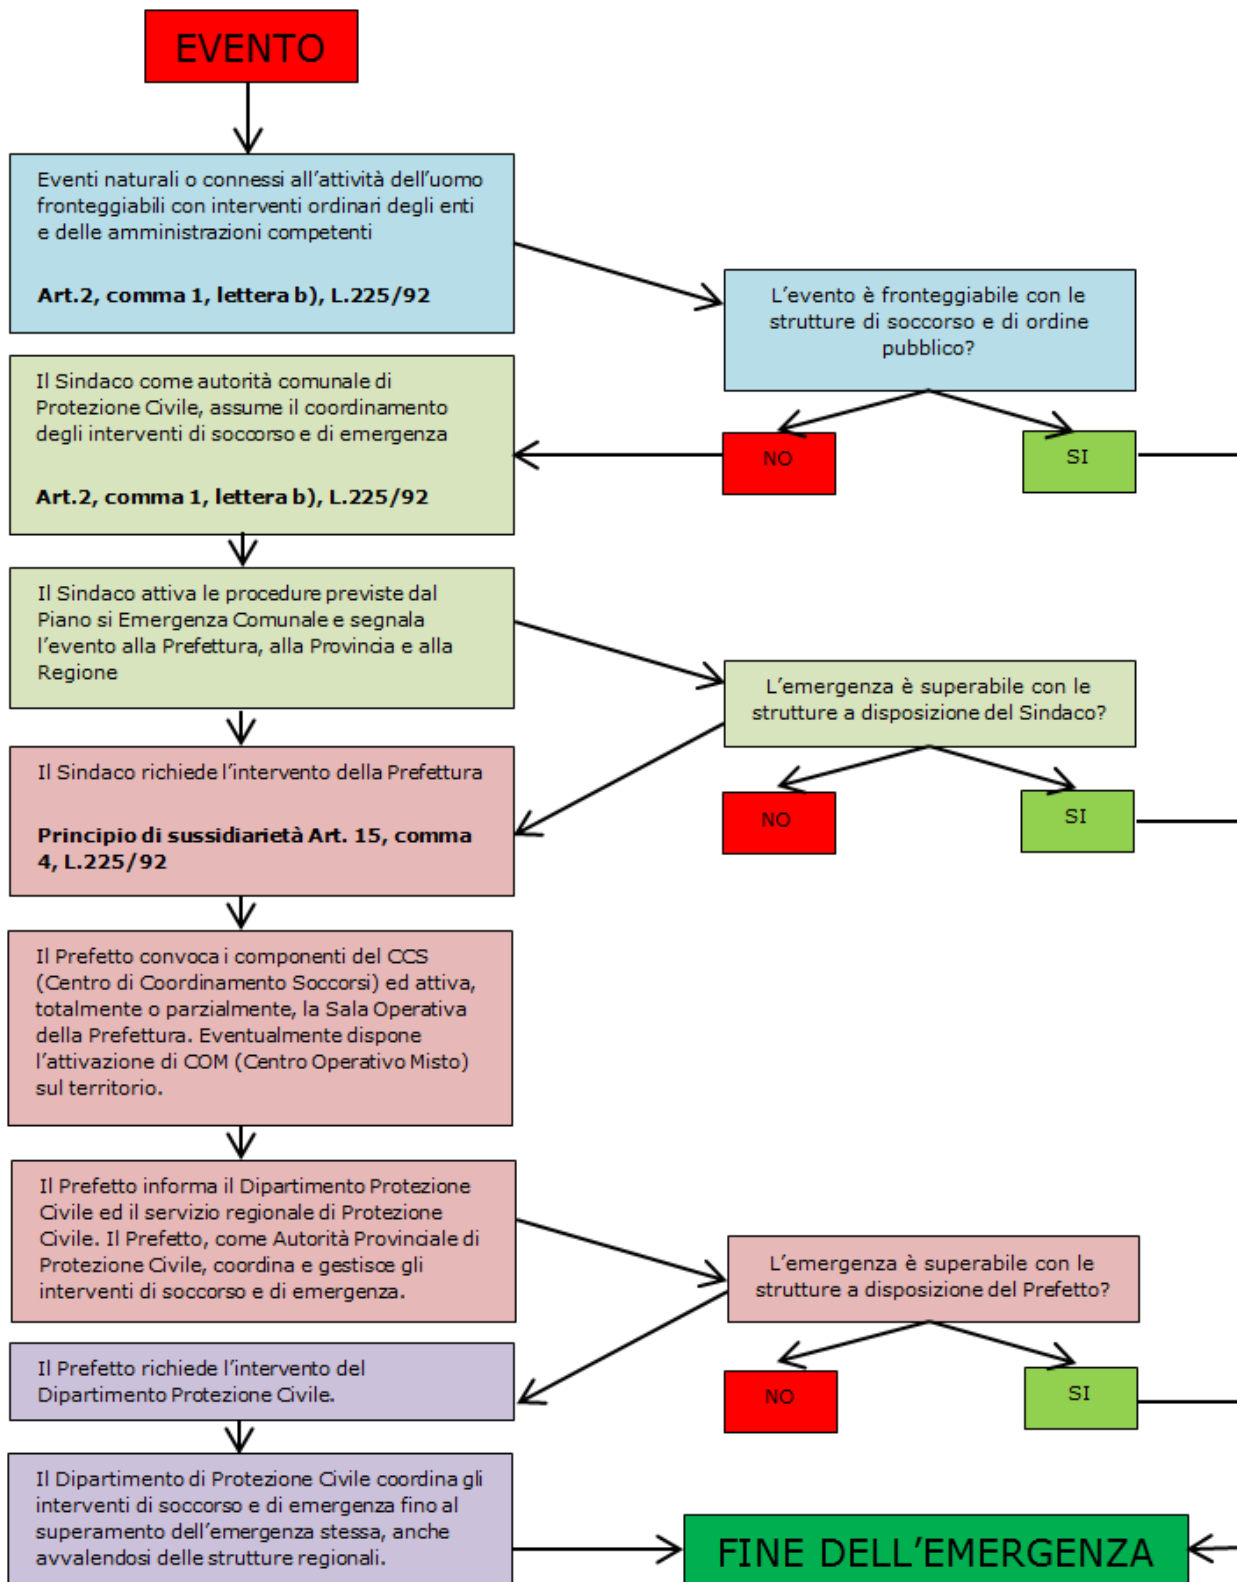 EVENTO
Eventi naturali o connessi all'attività dell'uomo
fronteggiabili con interventi ordinari degli enti
e delle amministrazioni competenti
Art.2, comma 1, lettera b), L.225/92
L'evento è fronteggiabile con le
strutture di soccorso e di ordine
pubblico?
NO
SI
Il Sindaco come autorità comunale di
Protezione Civile, assume il coordinamento
degli interventi di soccorso e di emergenza
Art.2, comma 1, lettera b), L.225/92
Il Sindaco attiva le procedure previste dal
Piano si Emergenza Comunale e segnala
l'evento alla Prefettura, alla Provincia e alla
Regione
L'emergenza è superabile con le
strutture a disposizione del Sindaco?
NO
SI
Il Sindaco richiede l'intervento della Prefettura
Principio di sussidiarietà Art. 15, comma
4, L.225/92
Il Prefetto convoca i componenti del CCS
(Centro di Coordinamento Soccorsi) ed attiva,
totalmente o parzialmente, la Sala Operativa
della Prefettura. Eventualmente dispone
l'attivazione di COM (Centro Operativo Misto)
sul territorio.
Il Prefetto informa il Dipartimento Protezione
Civile ed il servizio regionale di Protezione
Civile. Il Prefetto, come Autorità Provinciale di
Protezione Civile, coordina e gestisce gli
interventi di soccorso e di emergenza.
L'emergenza è superabile con le
strutture a disposizione del Prefetto?
NO
SI
Il Prefetto richiede l'intervento del
Dipartimento Protezione Civile.
Il Dipartimento di Protezione Civile coordina gli
interventi di soccorso e di emergenza fino al
superamento dell'emergenza stessa, anche
avvalendosi delle strutture regionali.
FINE DELL'EMERGENZA